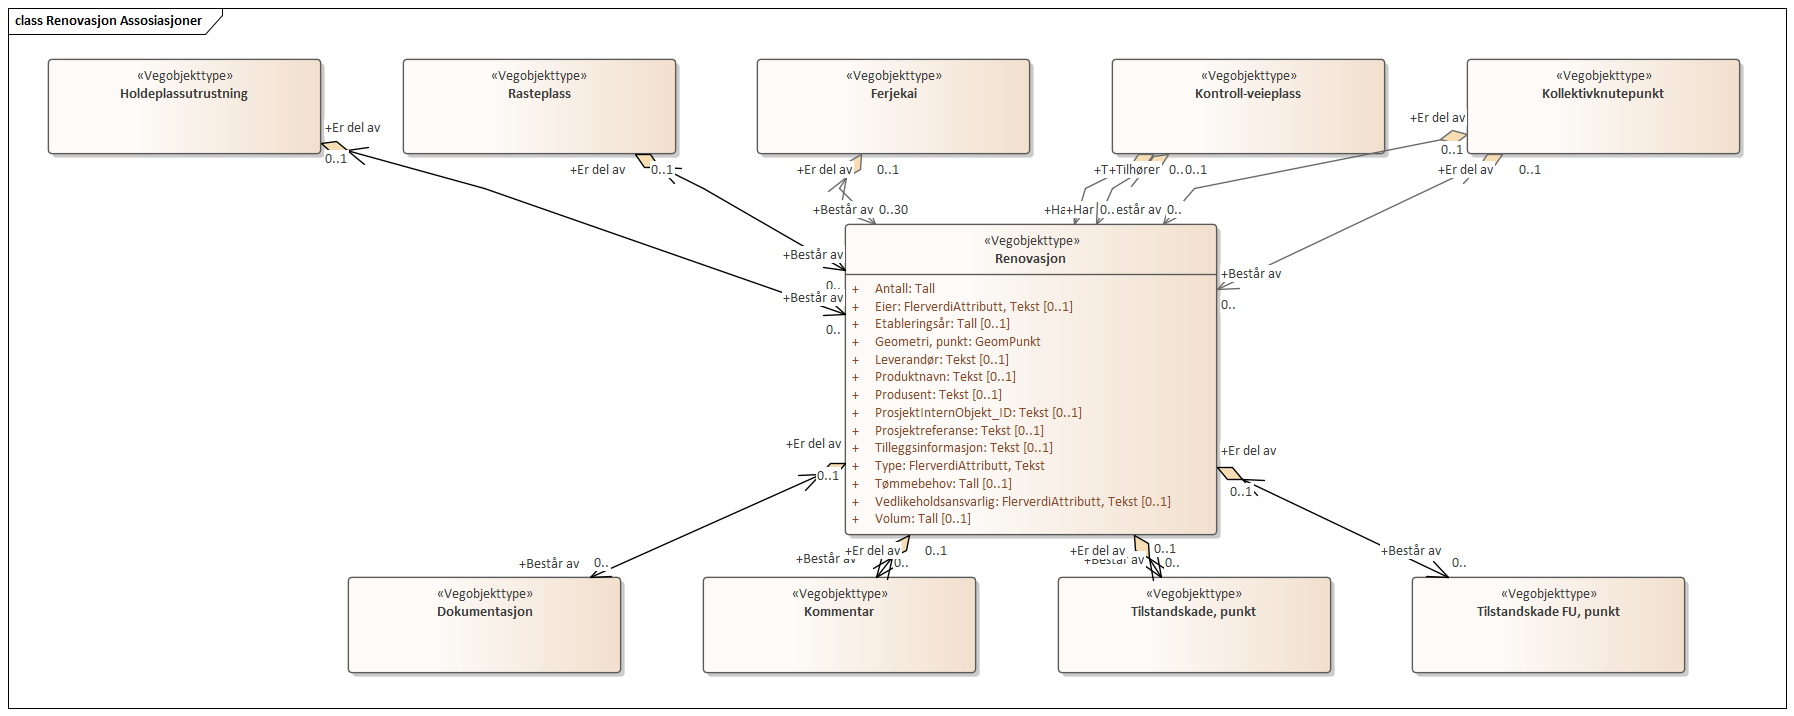 class Renovasjon Assosiasjoner
«Vegobjekttype»
Holdeplassutrustning
«Vegobjekttype»
Rasteplass
«Vegobjekttype»
Ferjekai
«Vegobjekttype»
Kontroll-veieplass
«Vegobjekttype»
Kollektivknutepunkt
+Er del av
0..1
+Er del av
0..1
+Er del av
0..1
+T+Tilhører
0..0..1
+Er del av
0..1
+Er del av
0..1
+Består av 0..30
+Ha+Har 0..
estår av 0..
+Består av
0..
+Består av
0..
+Består av
0..
«Vegobjekttype»
Renovasjon
+ Antall: Tall
+ Eier: FlerverdiAttributt, Tekst [0..1]
+ Etableringsår: Tall [0..1]
+ Geometri, punkt: GeomPunkt
+ Leverandør: Tekst [0..1]
+ Produktnavn: Tekst [0..1]
+ Produsent: Tekst [0..1]
+ ProsjektInternObjekt_ID: Tekst [0..1]
+ Prosjektreferanse: Tekst [0..1]
+ Tilleggsinformasjon: Tekst [0..1]
+ Type: FlerverdiAttributt, Tekst
+ Tømmebehov: Tall [0..1]
+ Vedlikeholdsansvarlig: FlerverdiAttributt, Tekst [0..1]
+ Volum: Tall [0..1]
+Er del av
0..1
+Er del av
0..1
+Er del av
0..1
+Er del av
0..1
+Består av
0..
+Består av
0..
+Består av
0..
+Består av
0..
«Vegobjekttype»
Dokumentasjon
«Vegobjekttype»
Kommentar
«Vegobjekttype»
Tilstandskade, punkt
«Vegobjekttype»
Tilstandskade FU, punkt